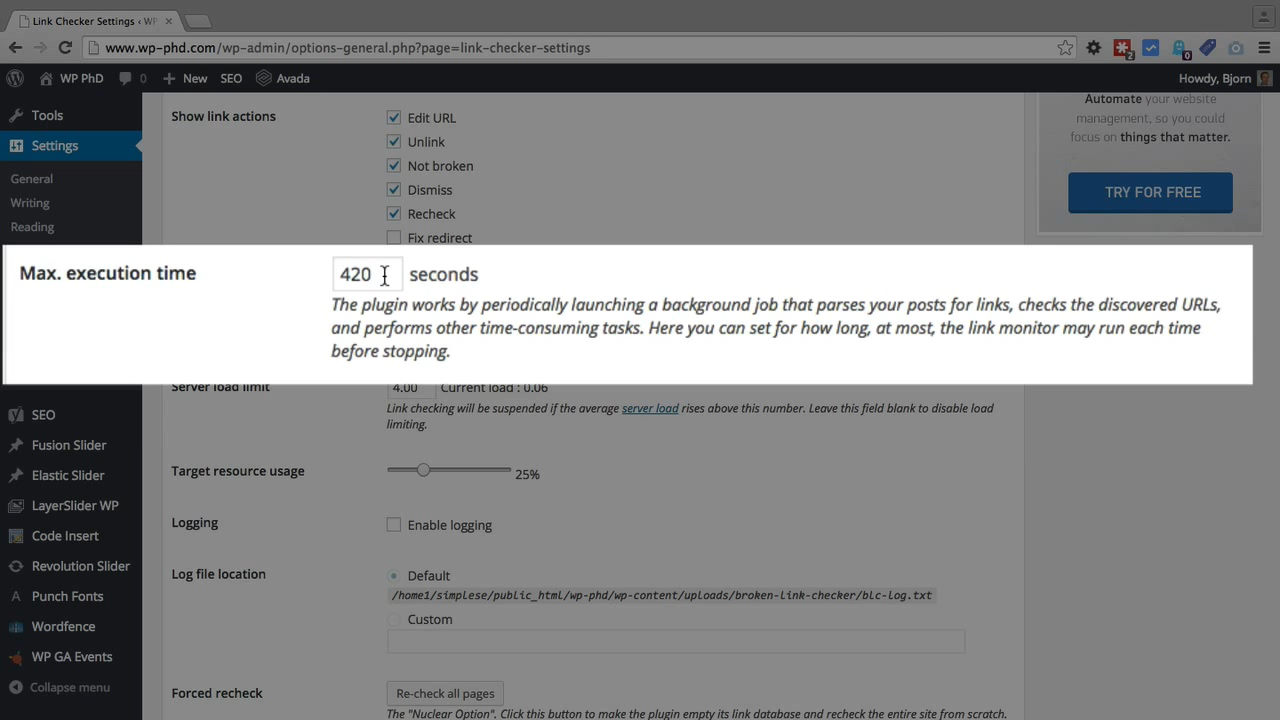 Link Checker Settings ‹ W
www.wp-phd.com/wp-admin/options-general.php?page=link-checker-settings
2
0
WP PhD
0
New
SEO
Avada
Howdy, Bjorn
Tools
Settings
General
Writing
Reading
Show link actions
Edit URL
Unlink
Not broken
Dismiss
Recheck
Fix redirect
Automate your website
management, so you could
focus on things that matter.
TRY FOR FREE
Max. execution time
420 seconds
The plugin works by periodically launching a background job that parses your posts for links, checks the discovered URLs,
and performs other time-consuming tasks. Here you can set for how long, at most, the link monitor may run each time
before stopping.
Server load limit
4.00 Current load : 0.06
Link checking will be suspended if the average server load rises above this number. Leave this field blank to disable load
limiting.
Target resource usage
25%
Logging
Enable logging
Log file location
Default
/home1/simplese/public_html/wp-phd/wp-content/uploads/broken-link-checker/blc-log.txt
Custom
Forced recheck
Re-check all pages
The "Nuclear Option". Click this button to make the plugin empty its link database and recheck the entire site from scratch.
SEO
Fusion Slider
Elastic Slider
LayerSlider WP
Code Insert
Revolution Slider
Punch Fonts
Wordfence
WP GA Events
Collapse menu